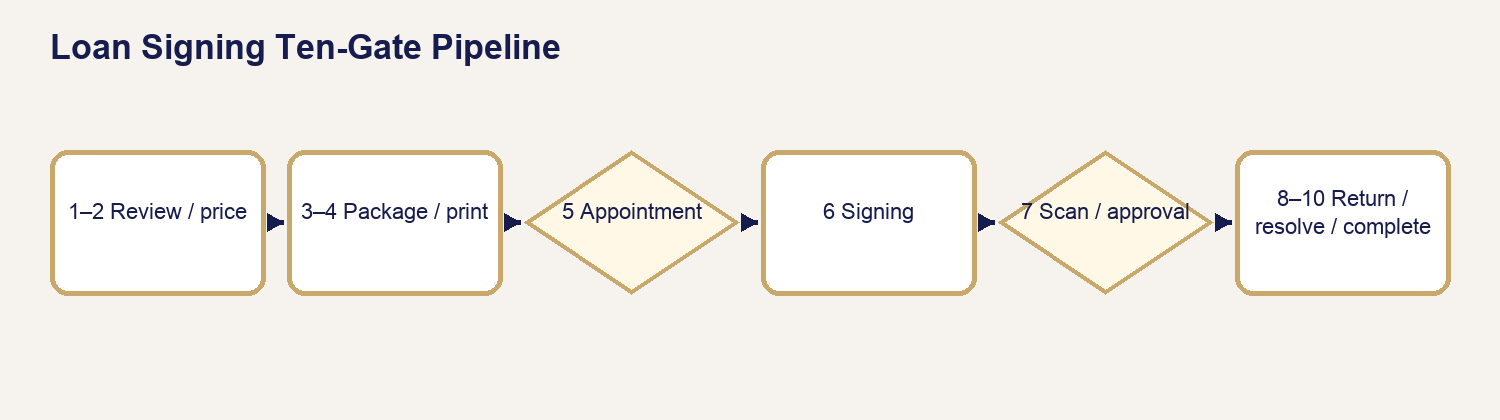 Loan Signing Ten-Gate Pipeline
1–2 Review / price
3–4 Package / print
5 Appointment
6 Signing
7 Scan / approval
8–10 Return /
resolve / complete